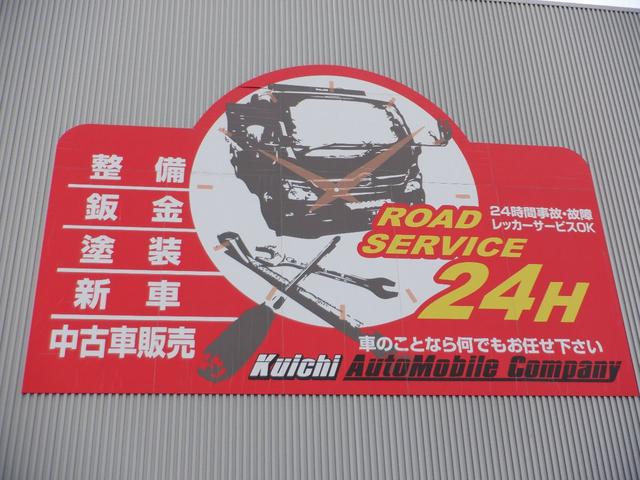 整備
鈑金
塗装
新車
中古車販売
ROAD
SERVICE
24H
24時間事故・故障
レッカーサービスOK
車のことなら何でもお任せ下さい
Kuichi AutoMobile Company